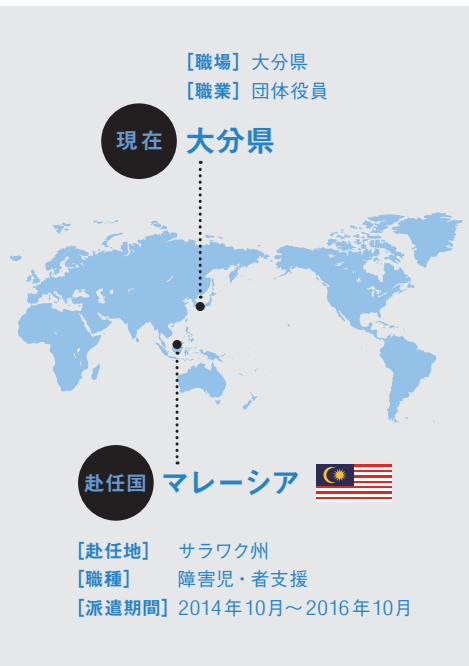 [職場] 大分県
[職業] 団体役員
現在 大分県
赴任国 マレーシア
[赴任地] サラワク州
[職種] 障害児・者支援
[派遣期間] 2014年10月〜2016年10月